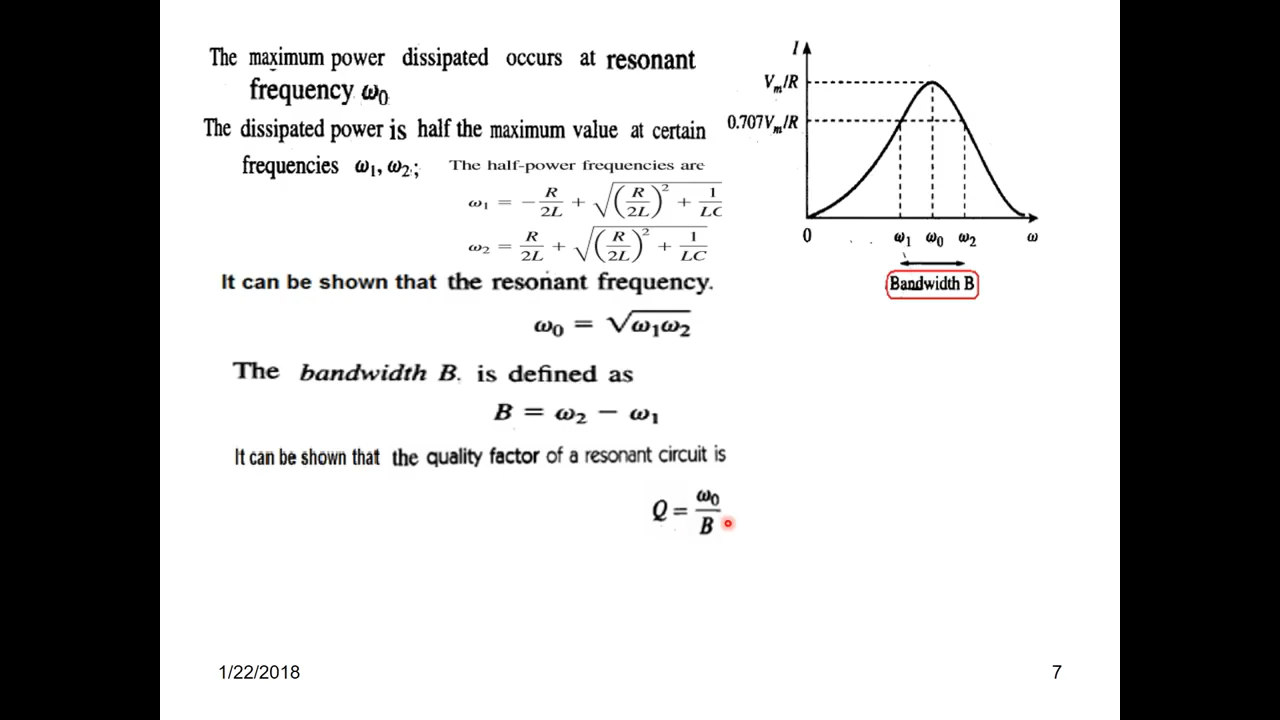 The maximum power dissipated occurs at resonant
frequency ω0
The dissipated power is half the maximum value at certain
frequencies ω1, ω2.;
The half-power frequencies are
ω1 = − R/2L + √((R/2L)² + 1/LC
ω2 = R/2L + √((R/2L)² + 1/LC
It can be shown that the resonant frequency.
ω0 = √ω1ω2
The bandwidth B. is defined as
B = ω2 − ω1
It can be shown that the quality factor of a resonant circuit is
Q = ω0/B
I
Vm/R
0.707Vm/R
0 ω1 ω0 ω2 ω
Bandwidth B
1/22/2018
7